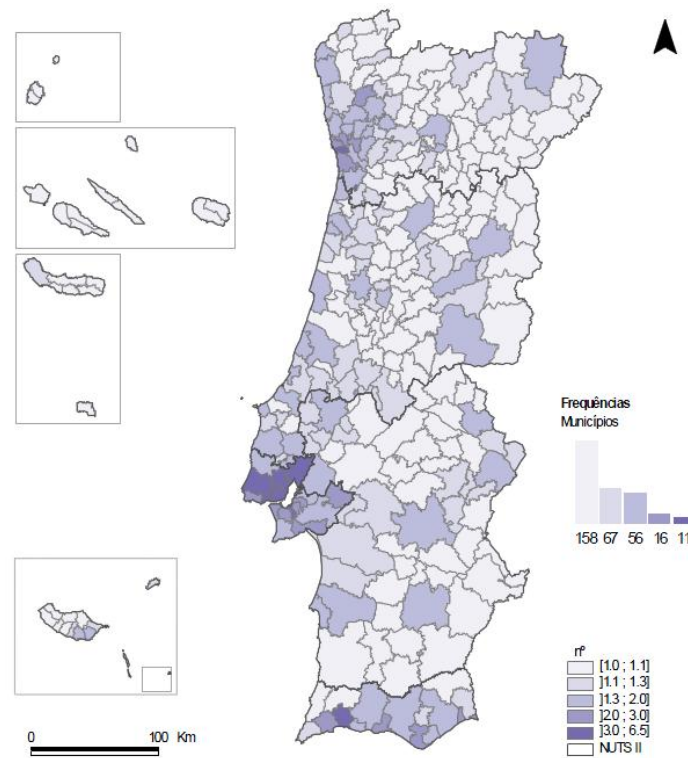 Frequências
Municípios
158 67 56 16 11
nº
]1.0 ; 1.1]
]1.1 ; 1.3]
]1.3 ; 2.0]
]2.0 ; 3.0]
]3.0 ; 6.5]
NUTS II
0 100 Km